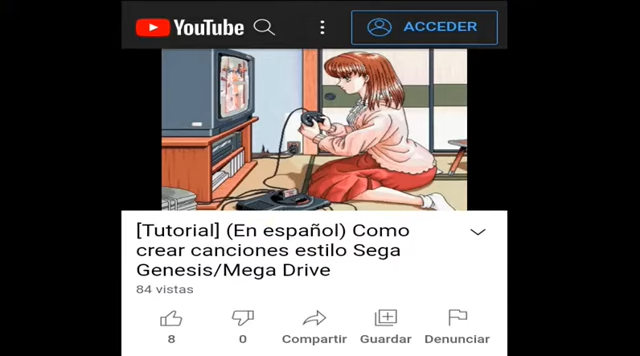 YouTube
ACCEDER
[Tutorial] (En español) Como
crear canciones estilo Sega
Genesis/Mega Drive
84 vistas
8
0
Compartir
Guardar
Denunciar